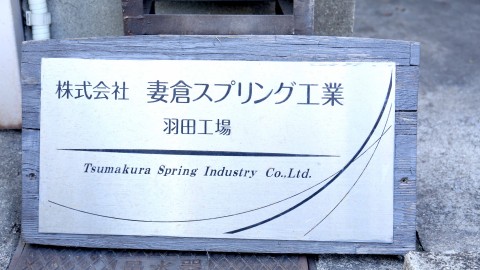 株式会社 妻倉スプリング工業
羽田工場
Tsumakura Spring Industry Co.,Ltd.